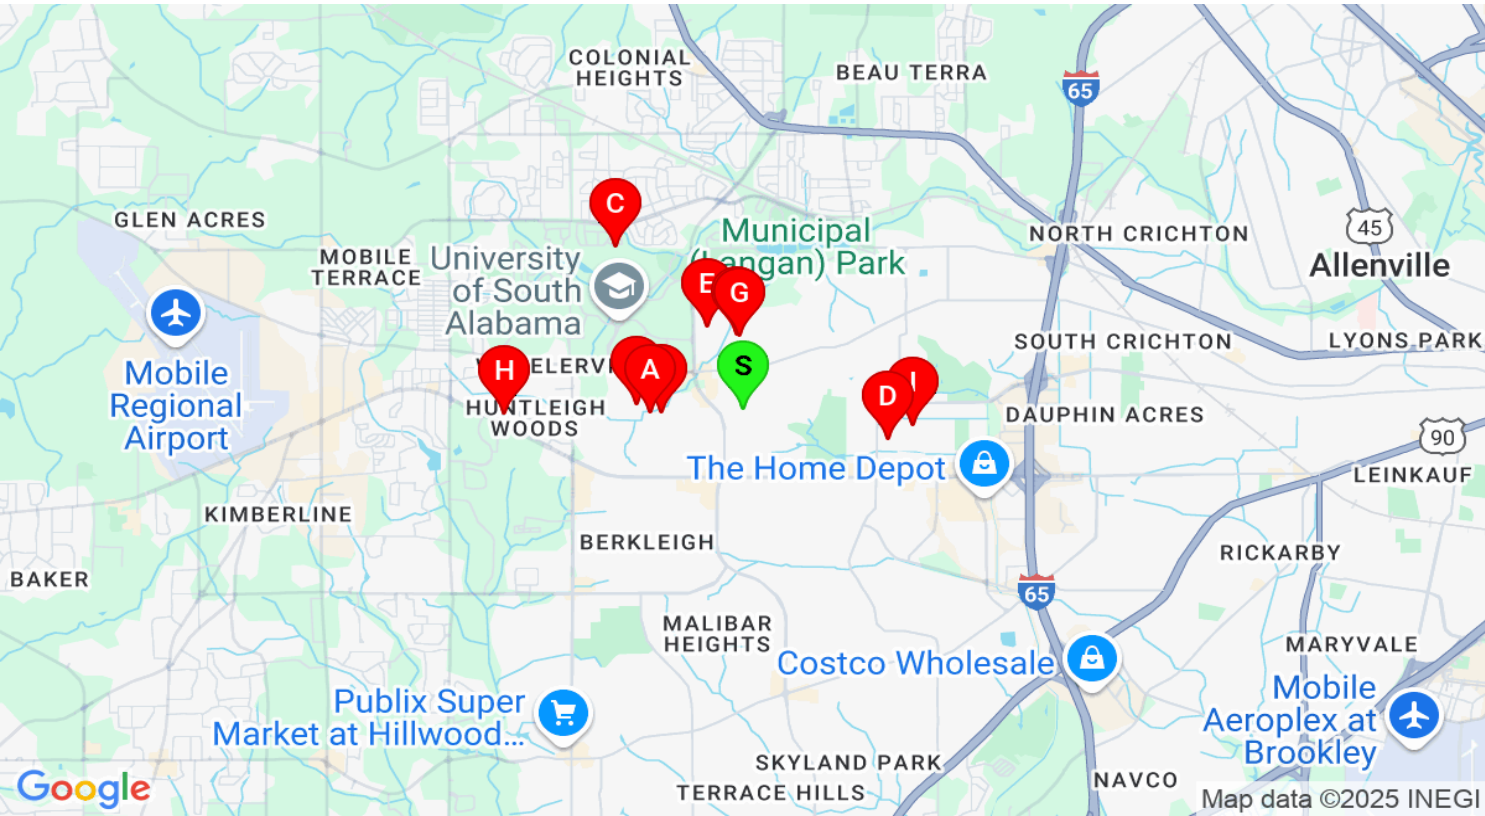 COLONIAL
HEIGHTS
BEAU TERRA
65
C
GLEN ACRES
Municipal
(Langan) Park
NORTH CRICHTON
45
Allenville
MOBILE
TERRACE
University
of South
Alabama
E
G
SOUTH CRICHTON
LYONS PARK
H
A
S
D
Mobile
Regional
Airport
HUNTLEIGH
WOODS
DAUPHIN ACRES
90
The Home Depot
LEINKAUF
KIMBERLINE
BERKLEIGH
RICKARBY
BAKER
65
MALIBAR
HEIGHTS
MARYVALE
Costco Wholesale
Publix Super
Market at Hillwood...
Mobile
Aeroplex at
Brookley
SKYLAND PARK
TERRACE HILLS
NAVCO
Google
Map data ©2025 INEGI